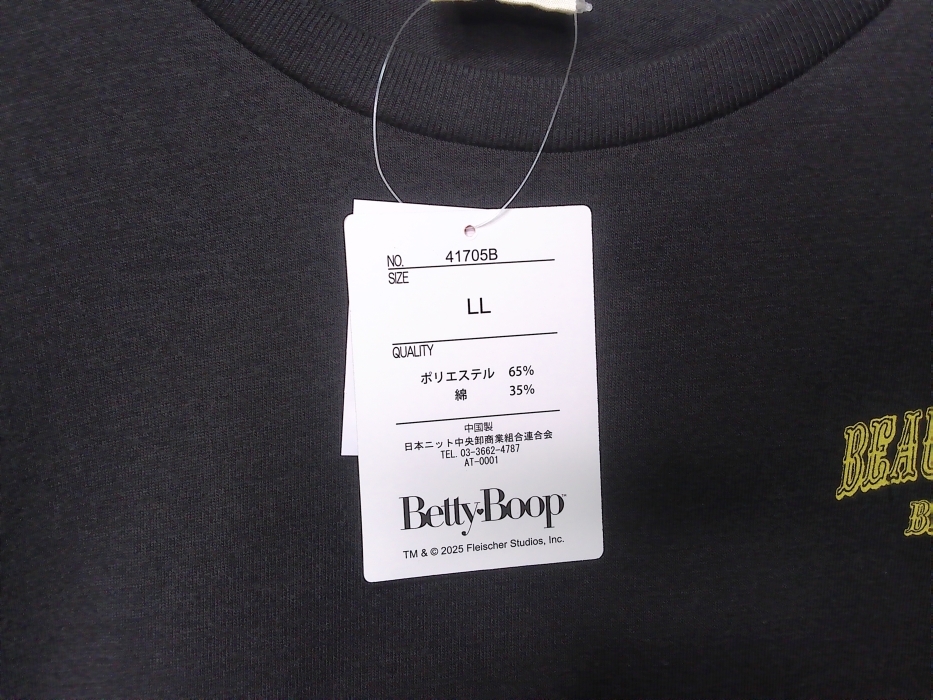 NO. 41705B
SIZE
LL
QUALITY
ポリエステル 65%
綿 35%
中国製
日本ニット中央卸商業組合連合会
TEL. 03-3662-4787
AT-0001
Betty Boop™
TM & © 2025 Fleischer Studios, Inc.